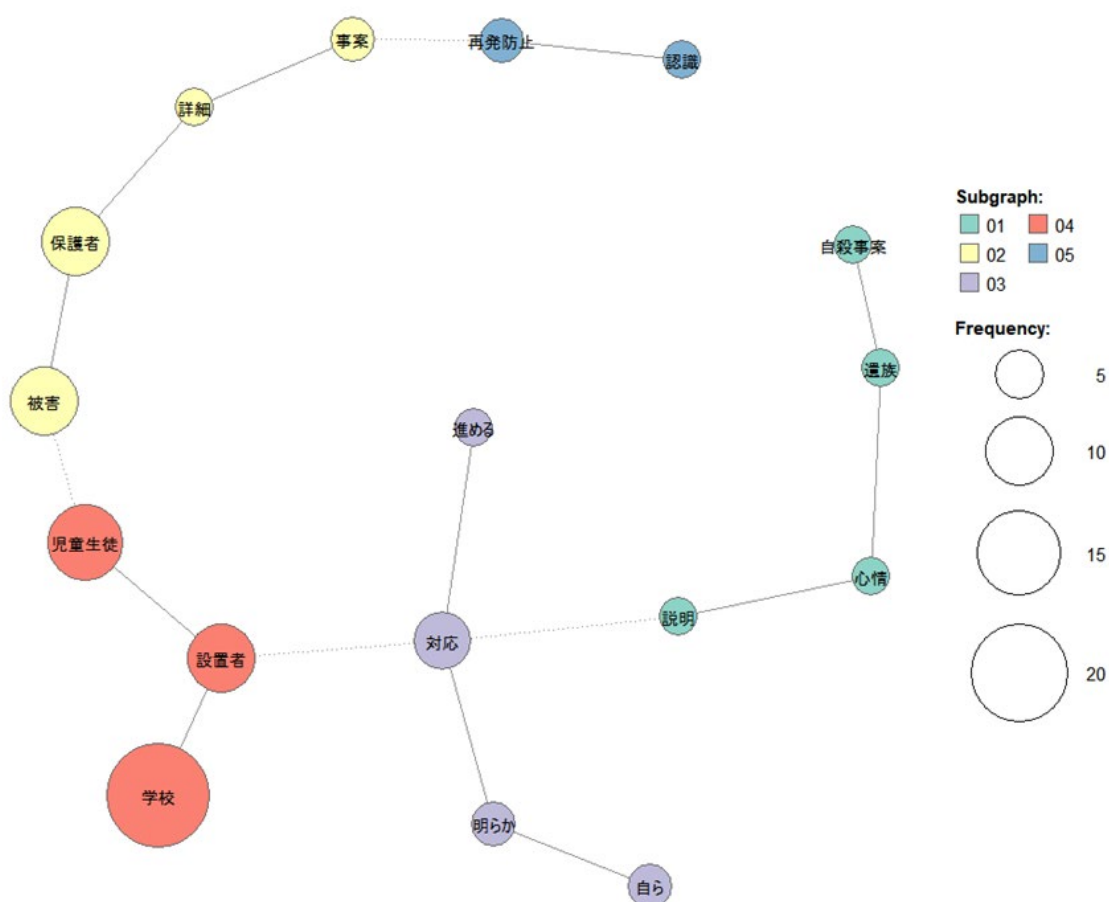 事案
再発防止
認識
詳細
保護者
自殺事案
遺族
被害
進める
児童生徒
心情
説明
対応
設置者
学校
明らか
自ら
Subgraph:
01
04
02
05
03
Frequency:
5
10
15
20